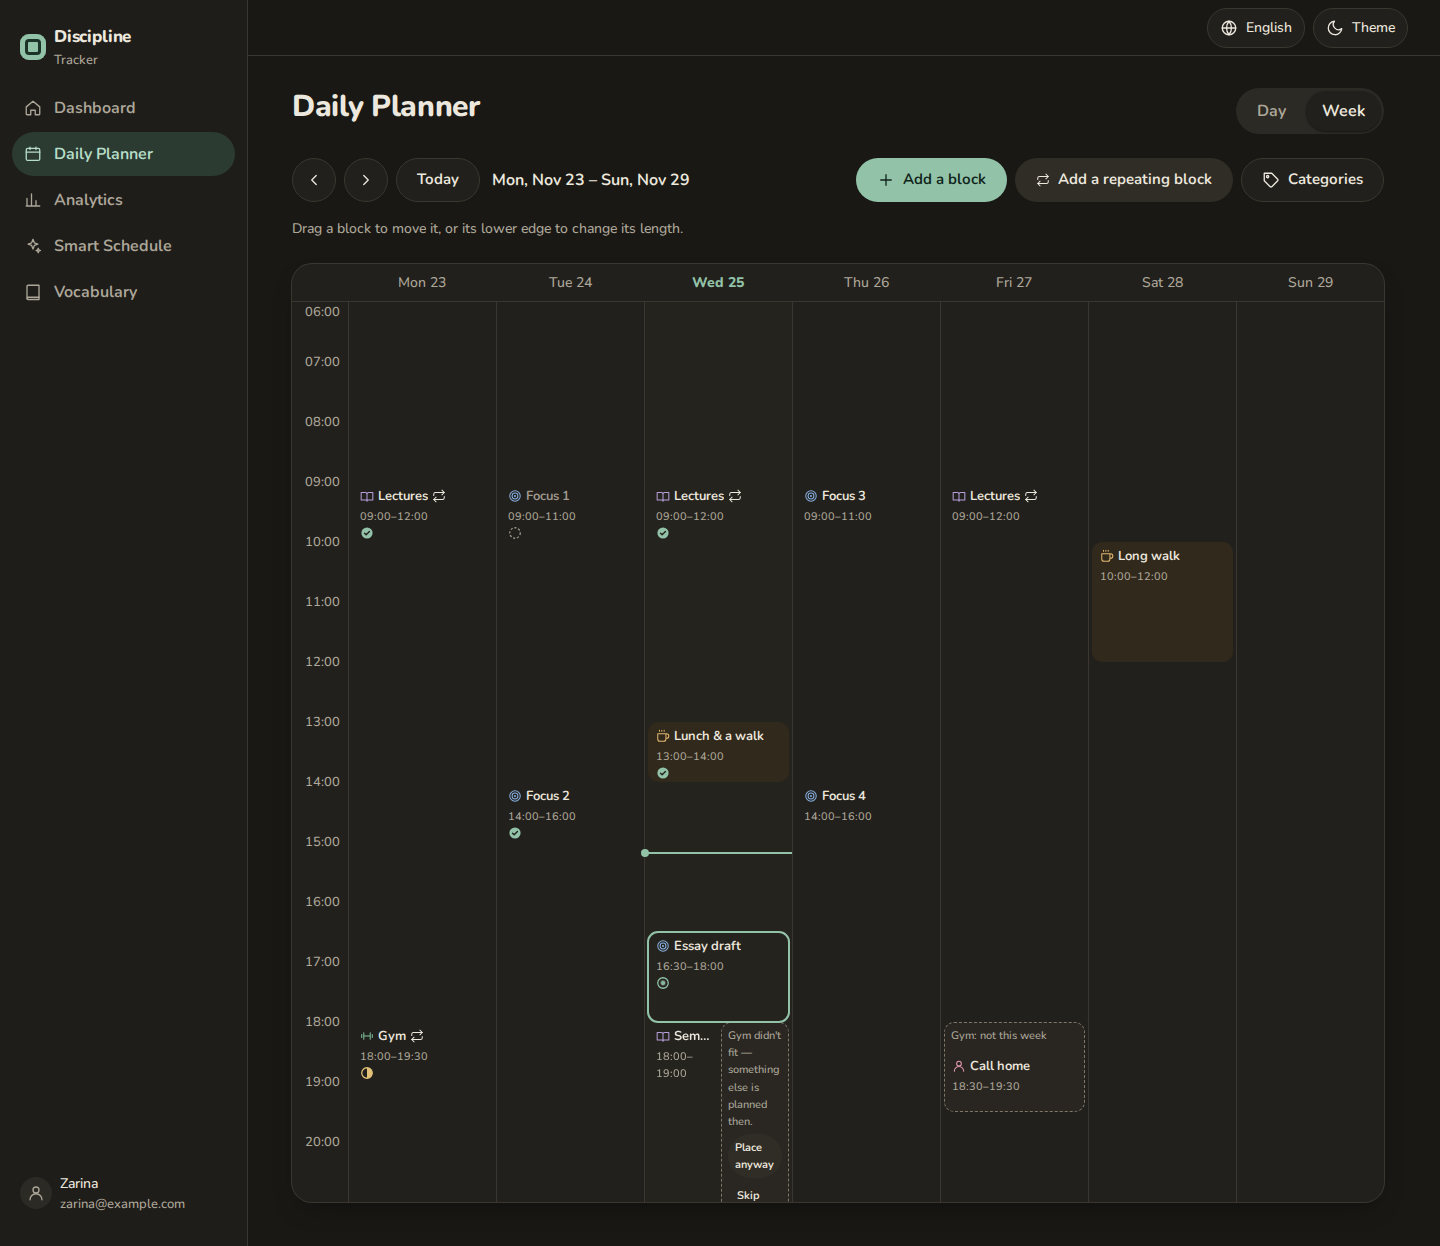 Discipline
Tracker
English
Theme
Dashboard
Daily Planner
Analytics
Smart Schedule
Vocabulary
Daily Planner
Day
Week
Today
Mon, Nov 23 – Sun, Nov 29
Add a block
Add a repeating block
Categories
Drag a block to move it, or its lower edge to change its length.
Mon 23
Tue 24
Wed 25
Thu 26
Fri 27
Sat 28
Sun 29
06:00
07:00
08:00
09:00
10:00
11:00
12:00
13:00
14:00
15:00
16:00
17:00
18:00
19:00
20:00
Lectures
09:00–12:00
Gym
18:00–19:30
Focus 1
09:00–11:00
Focus 2
14:00–16:00
Lectures
09:00–12:00
Lunch & a walk
13:00–14:00
Essay draft
16:30–18:00
Sem...
18:00–
19:00
Gym didn't
fit —
something
else is
planned
then.
Place
anyway
Skip
Focus 3
09:00–11:00
Focus 4
14:00–16:00
Lectures
09:00–12:00
Gym: not this week
Call home
18:30–19:30
Long walk
10:00–12:00
Zarina
zarina@example.com